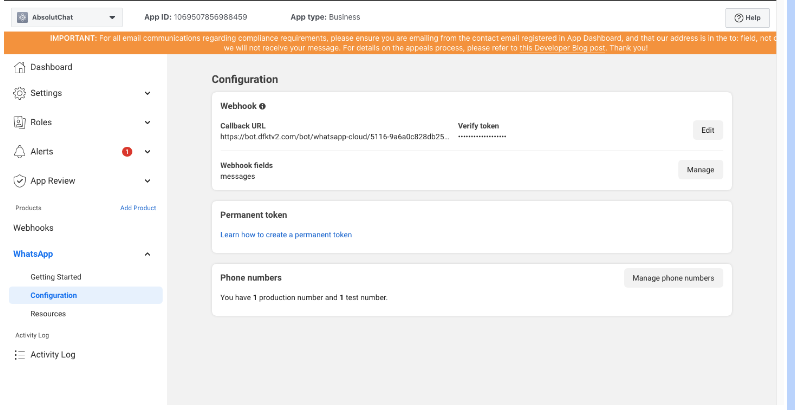 AbsolutChat
App ID: 1069507856988459
App type: Business
Help
IMPORTANT: For all email communications regarding compliance requirements, please ensure you are emailing from the contact email registered in App Dashboard, and that our address is in the to: field, not
we will not receive your message. For details on the appeals process, please refer to this Developer Blog post. Thank you!
Dashboard
Settings
Roles
Alerts
1
App Review
Products
Add Product
Webhooks
WhatsApp
Getting Started
Configuration
Resources
Activity Log
Activity Log
Configuration
Webhook
Callback URL
https://bot.dfktv2.com/bot/whatsapp-cloud/5116-9a6a0c828db25...
Verify token
••••••••••••••••••
Edit
Webhook fields
messages
Manage
Permanent token
Learn how to create a permanent token
Phone numbers
Manage phone numbers
You have 1 production number and 1 test number.